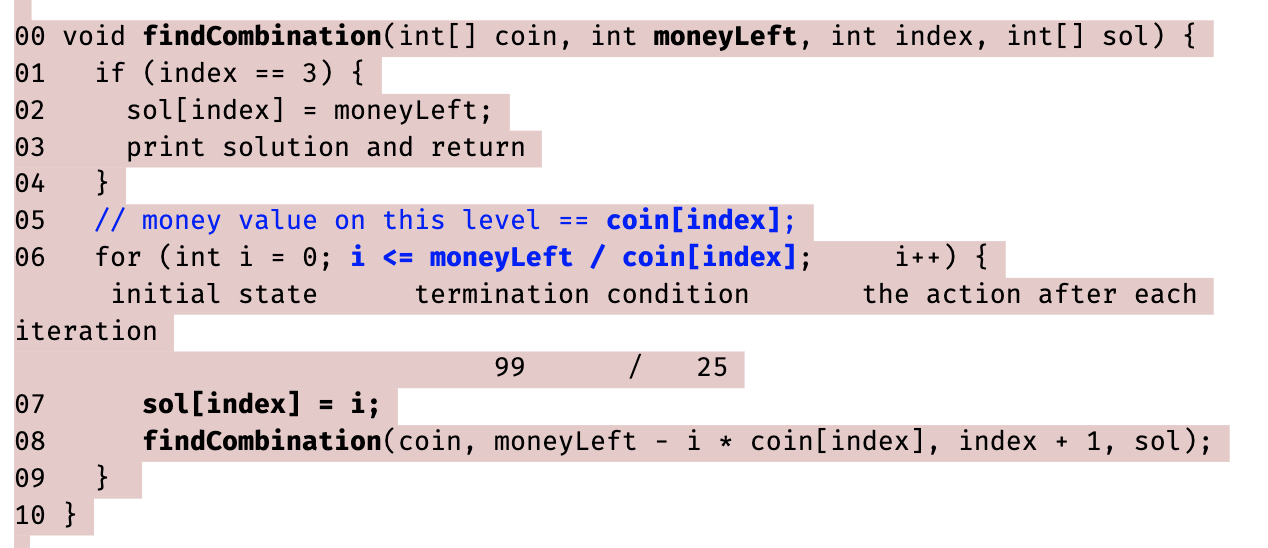 00 void findCombination(int[] coin, int moneyLeft, int index, int[] sol) {
01   if (index == 3) {
02     sol[index] = moneyLeft;
03     print solution and return
04   }
05   // money value on this level == coin[index];
06   for (int i = 0; i <= moneyLeft / coin[index];     i++) {
      initial state      termination condition       the action after each
iteration
                              99      /   25
07      sol[index] = i;
08      findCombination(coin, moneyLeft - i * coin[index], index + 1, sol);
09   }
10 }